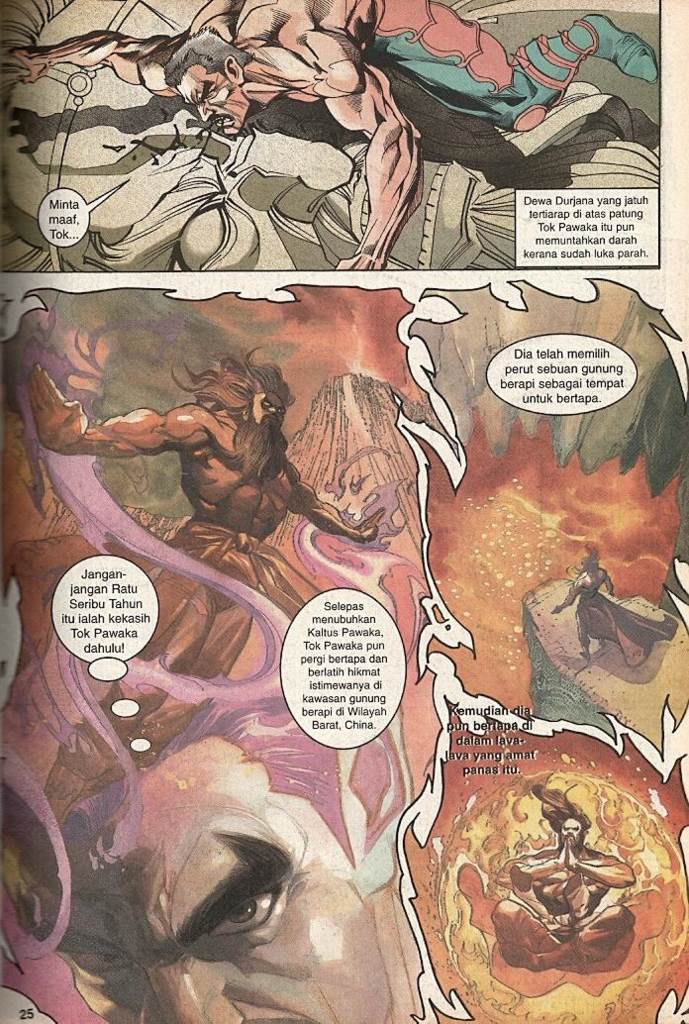 Minta
maaf,
Tok...
Dewa Durjana yang jatuh
tertiarap di atas patung
Tok Pawaka itu pun
memuntahkan darah
kerana sudah luka parah.
Jangan-
jangan Ratu
Seribu Tahun
itu ialah kekasih
Tok Pawaka
dahulu!
Selepas
menubuhkan
Kaltus Pawaka,
Tok Pawaka pun
pergi bertapa dan
berlatih hikmat
istimewanya di
kawasan gunung
berapi di Wilayah
Barat, China.
Dia telah memilih
perut sebuan gunung
berapi sebagai tempat
untuk bertapa.
Kemudian dia
pun bertapa di
dalam lava-
lava yang amat
panas itu.
25